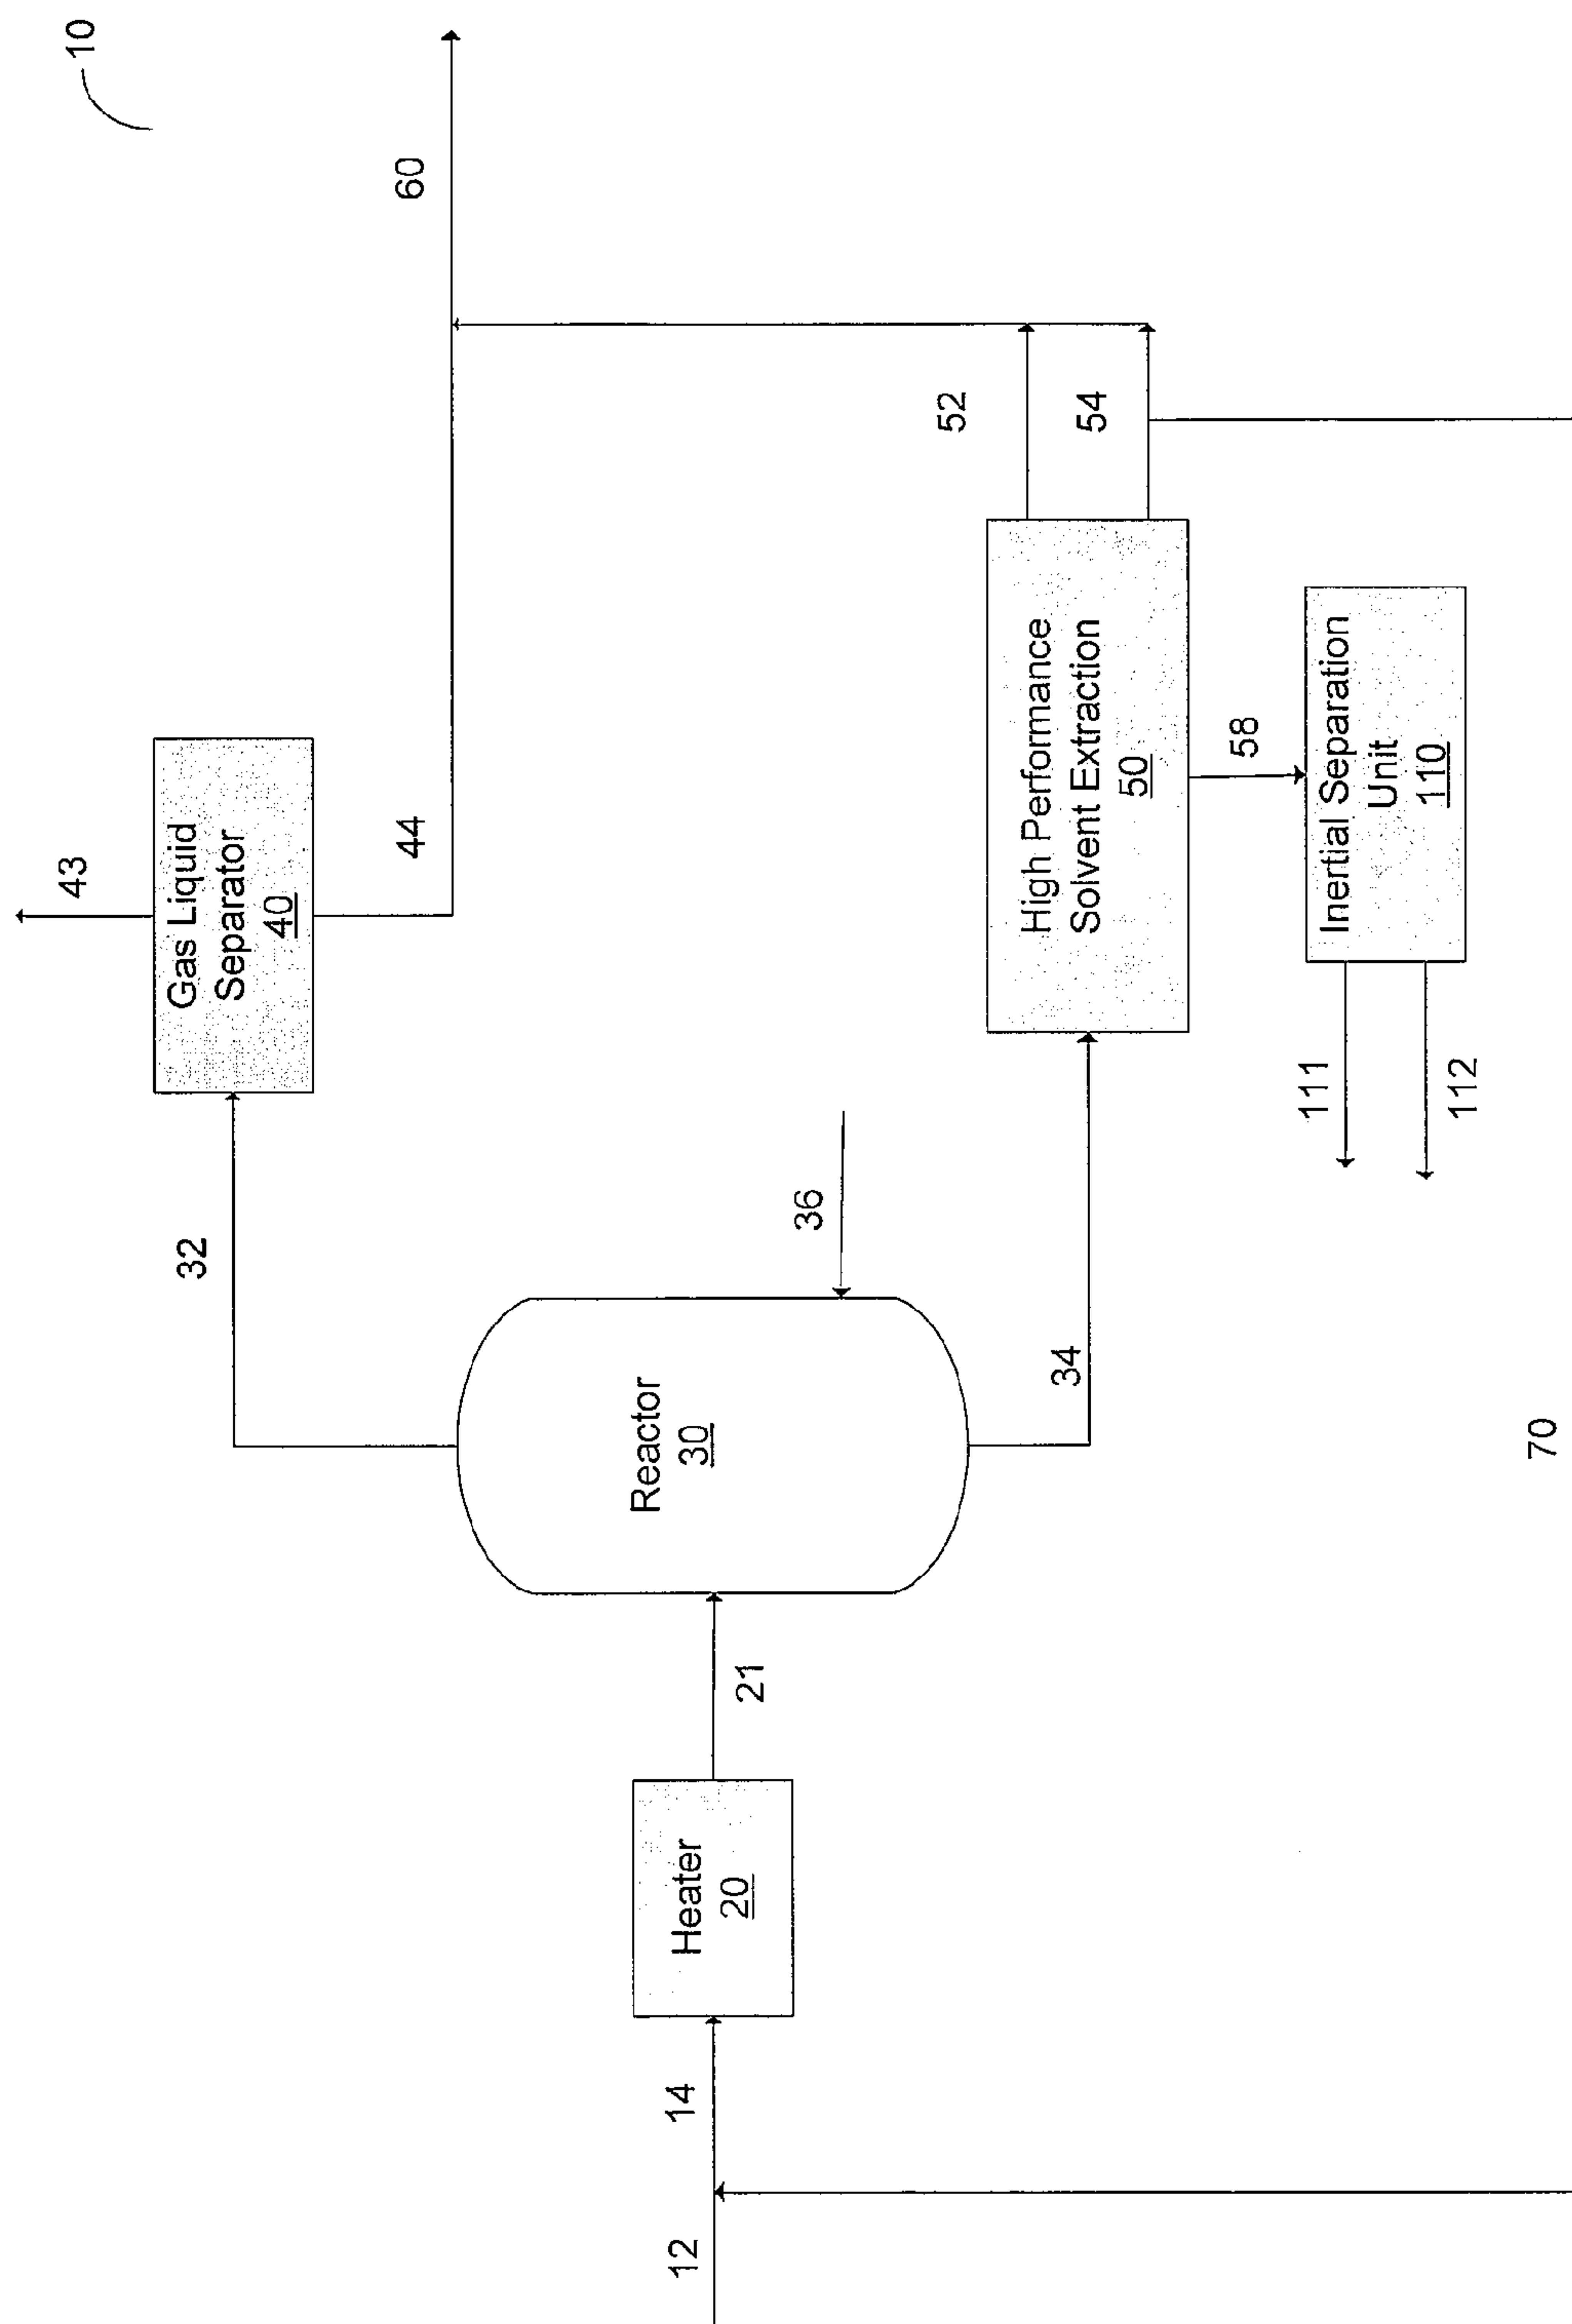 10
43
Gas Liquid
Separator
40
32
44
60
Reactor
30
36
34
12
14
Heater
20
21
52
54
High Performance
Solvent Extraction
50
58
Inertial Separation
Unit
110
111
112
70